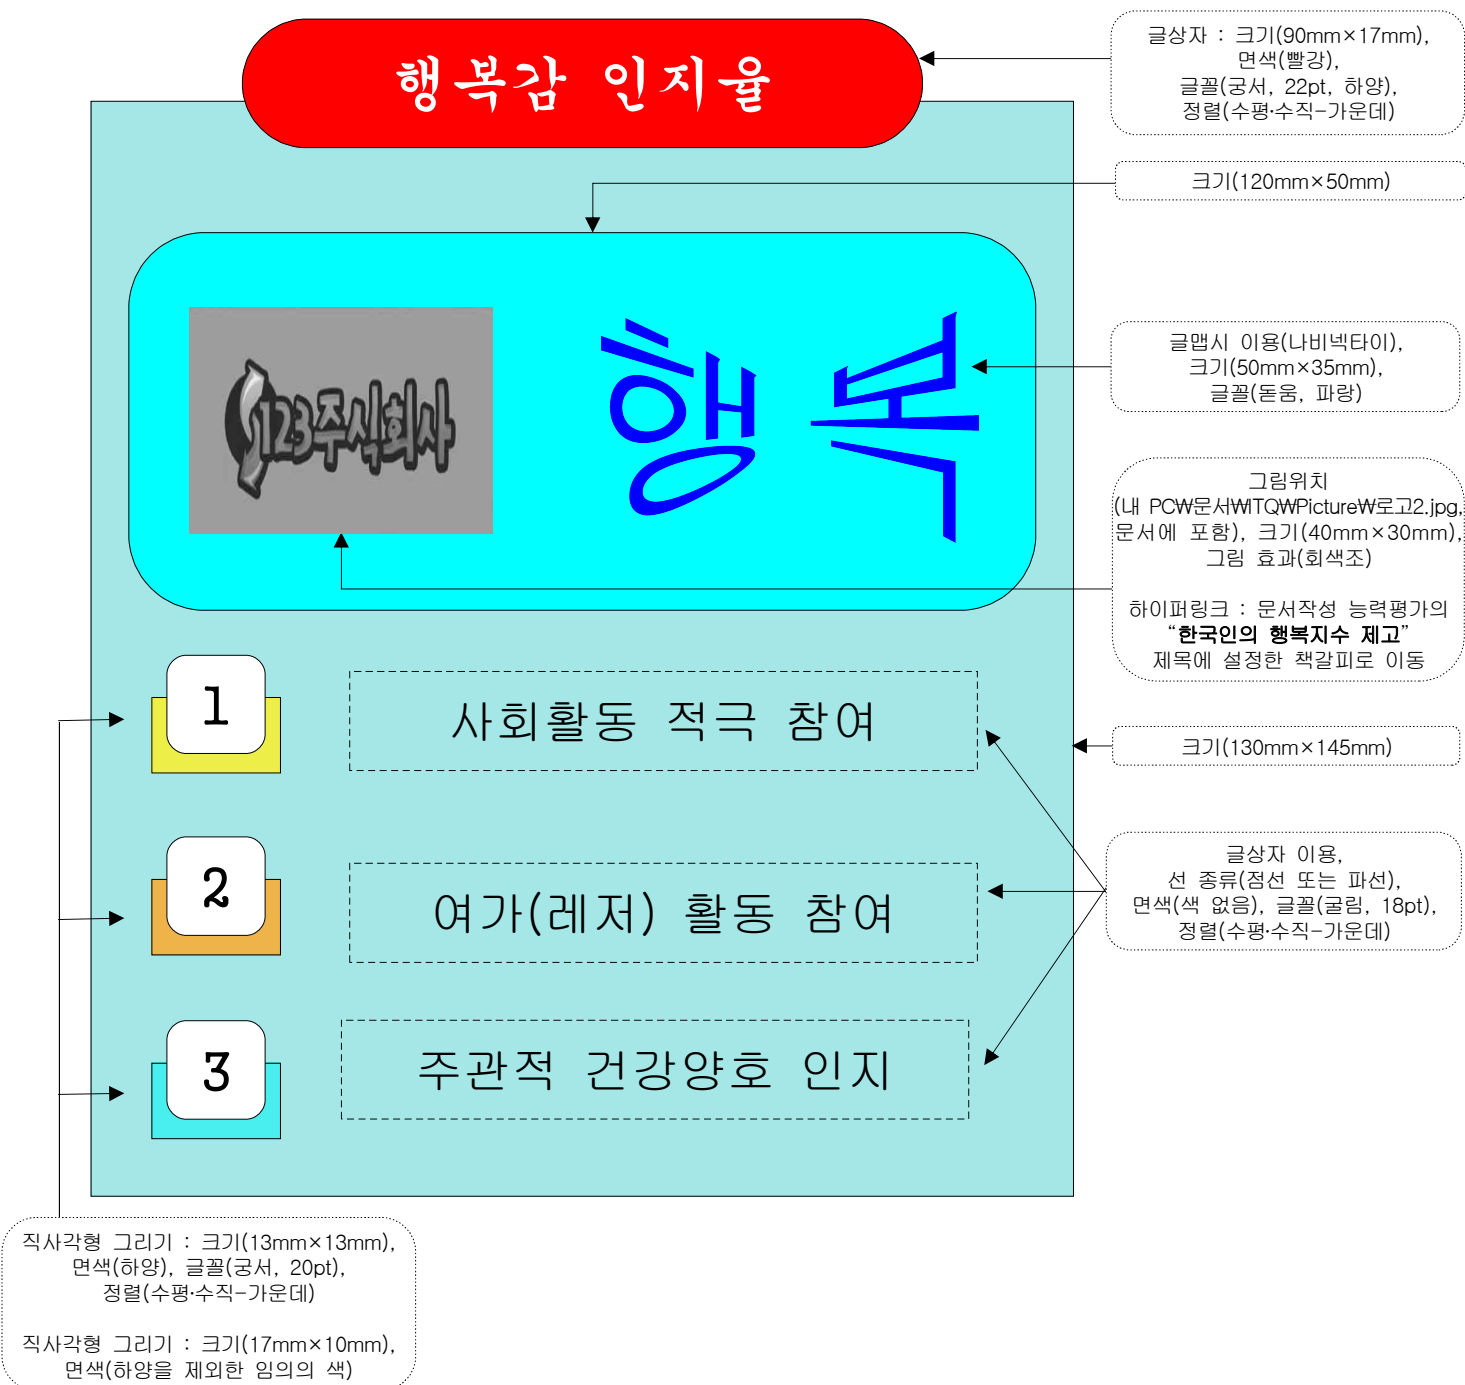 행복감 인지율
글상자 : 크기(90mm×17mm),
면색(빨강),
글꼴(궁서, 22pt, 하양),
정렬(수평·수직-가운데)
크기(120mm×50mm)
123주식회사
행복
글맵시 이용(나비넥타이),
크기(50mm×35mm),
글꼴(돋움, 파랑)
그림위치
(내 PC₩문서₩ITQ₩Picture₩로고2.jpg,
문서에 포함), 크기(40mm×30mm),
그림 효과(회색조)
하이퍼링크 : 문서작성 능력평가의
“한국인의 행복지수 제고”
제목에 설정한 책갈피로 이동
1
사회활동 적극 참여
크기(130mm×145mm)
2
여가(레저) 활동 참여
글상자 이용,
선 종류(점선 또는 파선),
면색(색 없음), 글꼴(굴림, 18pt),
정렬(수평·수직-가운데)
3
주관적 건강양호 인지
직사각형 그리기 : 크기(13mm×13mm),
면색(하양), 글꼴(궁서, 20pt),
정렬(수평·수직-가운데)
직사각형 그리기 : 크기(17mm×10mm),
면색(하양을 제외한 임의의 색)